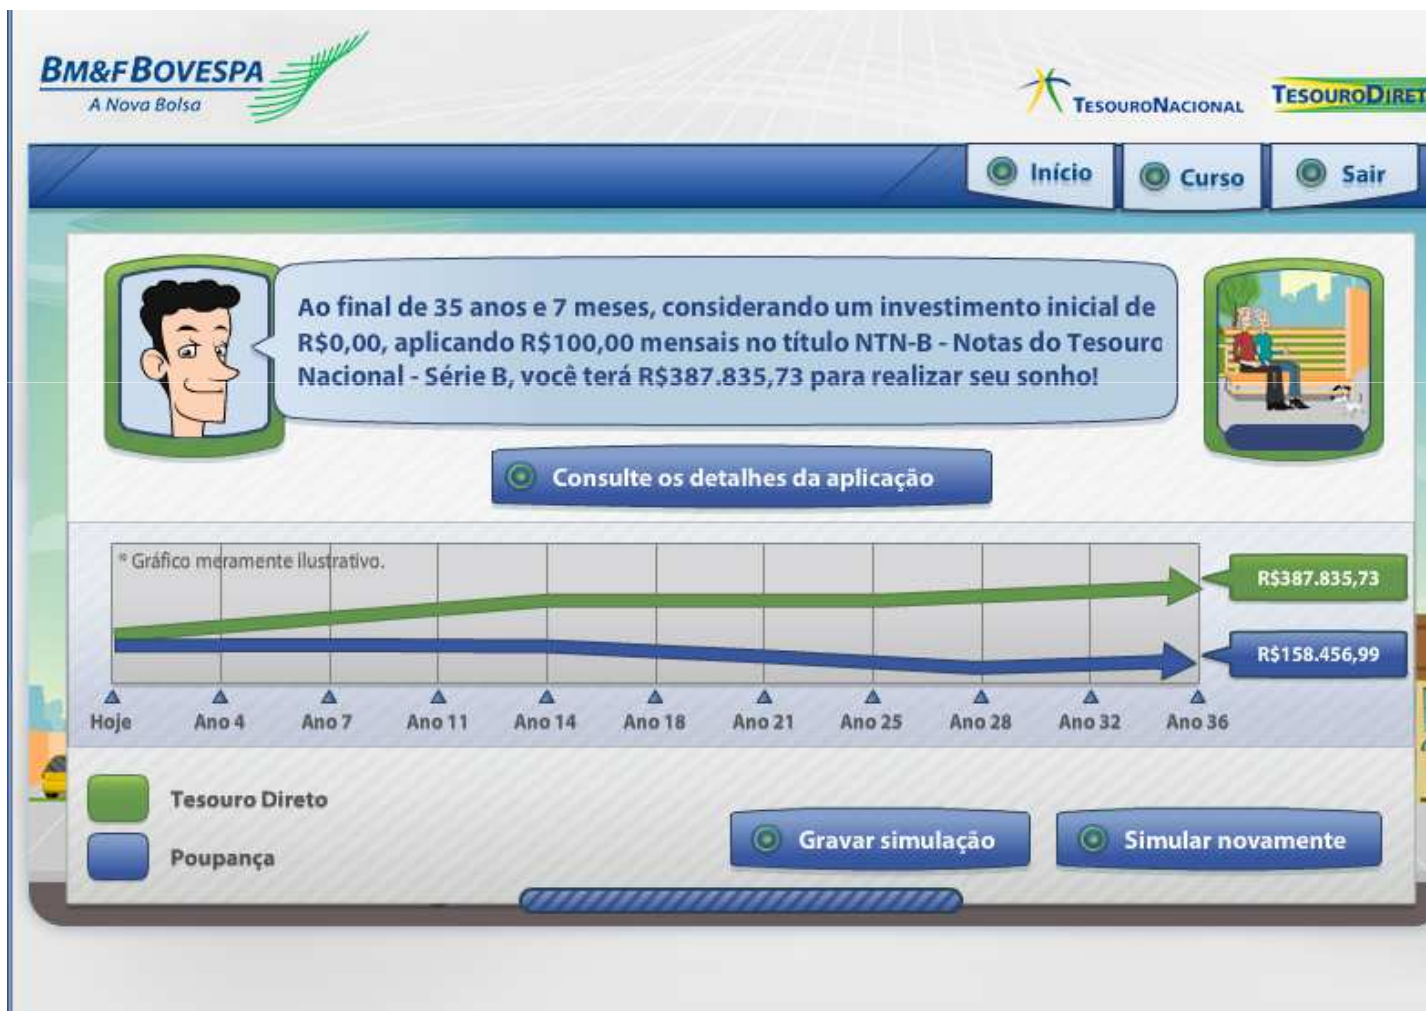 BM&FBOVESPA
A Nova Bolsa
TESOURONACIONAL
TESOURODIRET
Início
Curso
Sair
Ao final de 35 anos e 7 meses, considerando um investimento inicial de
R$0,00, aplicando R$100,00 mensais no título NTN-B - Notas do Tesouro
Nacional - Série B, você terá R$387.835,73 para realizar seu sonho!
Consulte os detalhes da aplicação
* Gráfico meramente ilustrativo.
R$387.835,73
R$158.456,99
Hoje Ano 4 Ano 7 Ano 11 Ano 14 Ano 18 Ano 21 Ano 25 Ano 28 Ano 32 Ano 36
Tesouro Direto
Poupança
Gravar simulação
Simular novamente